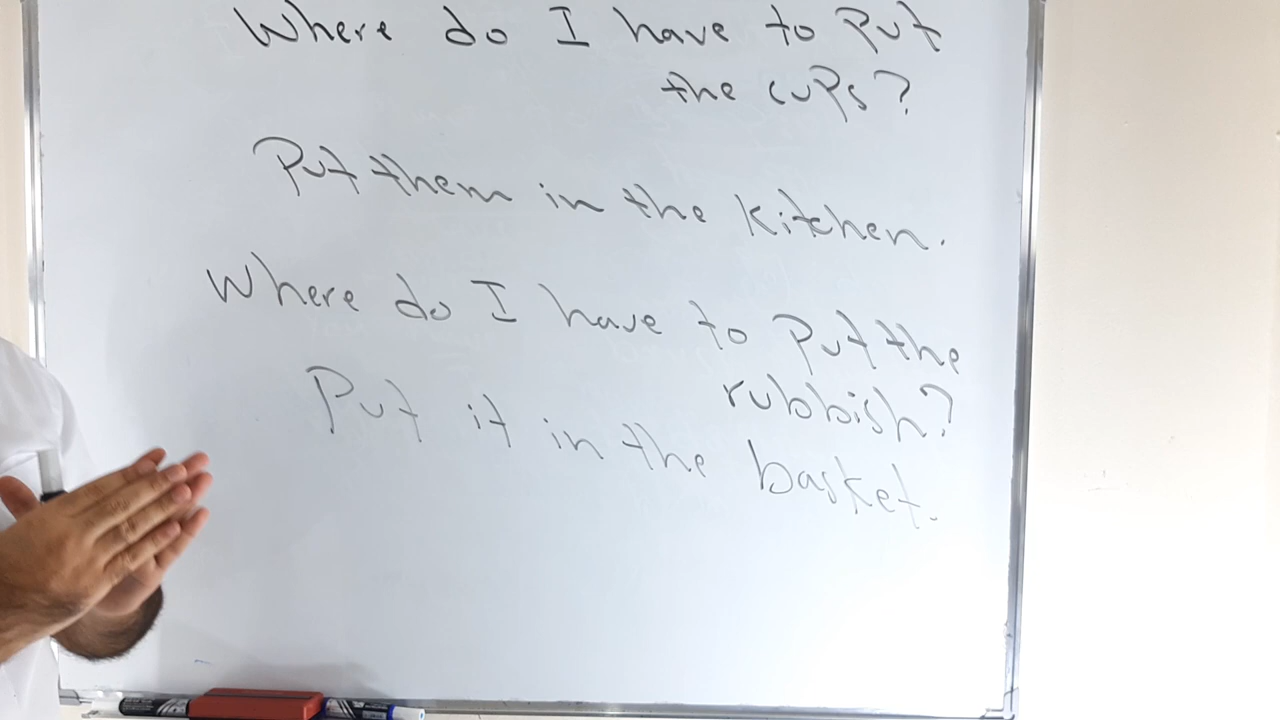 Where do I have to put
the cups?
Put them in the kitchen.
Where do I have to put the
rubbish?
Put it in the basket.